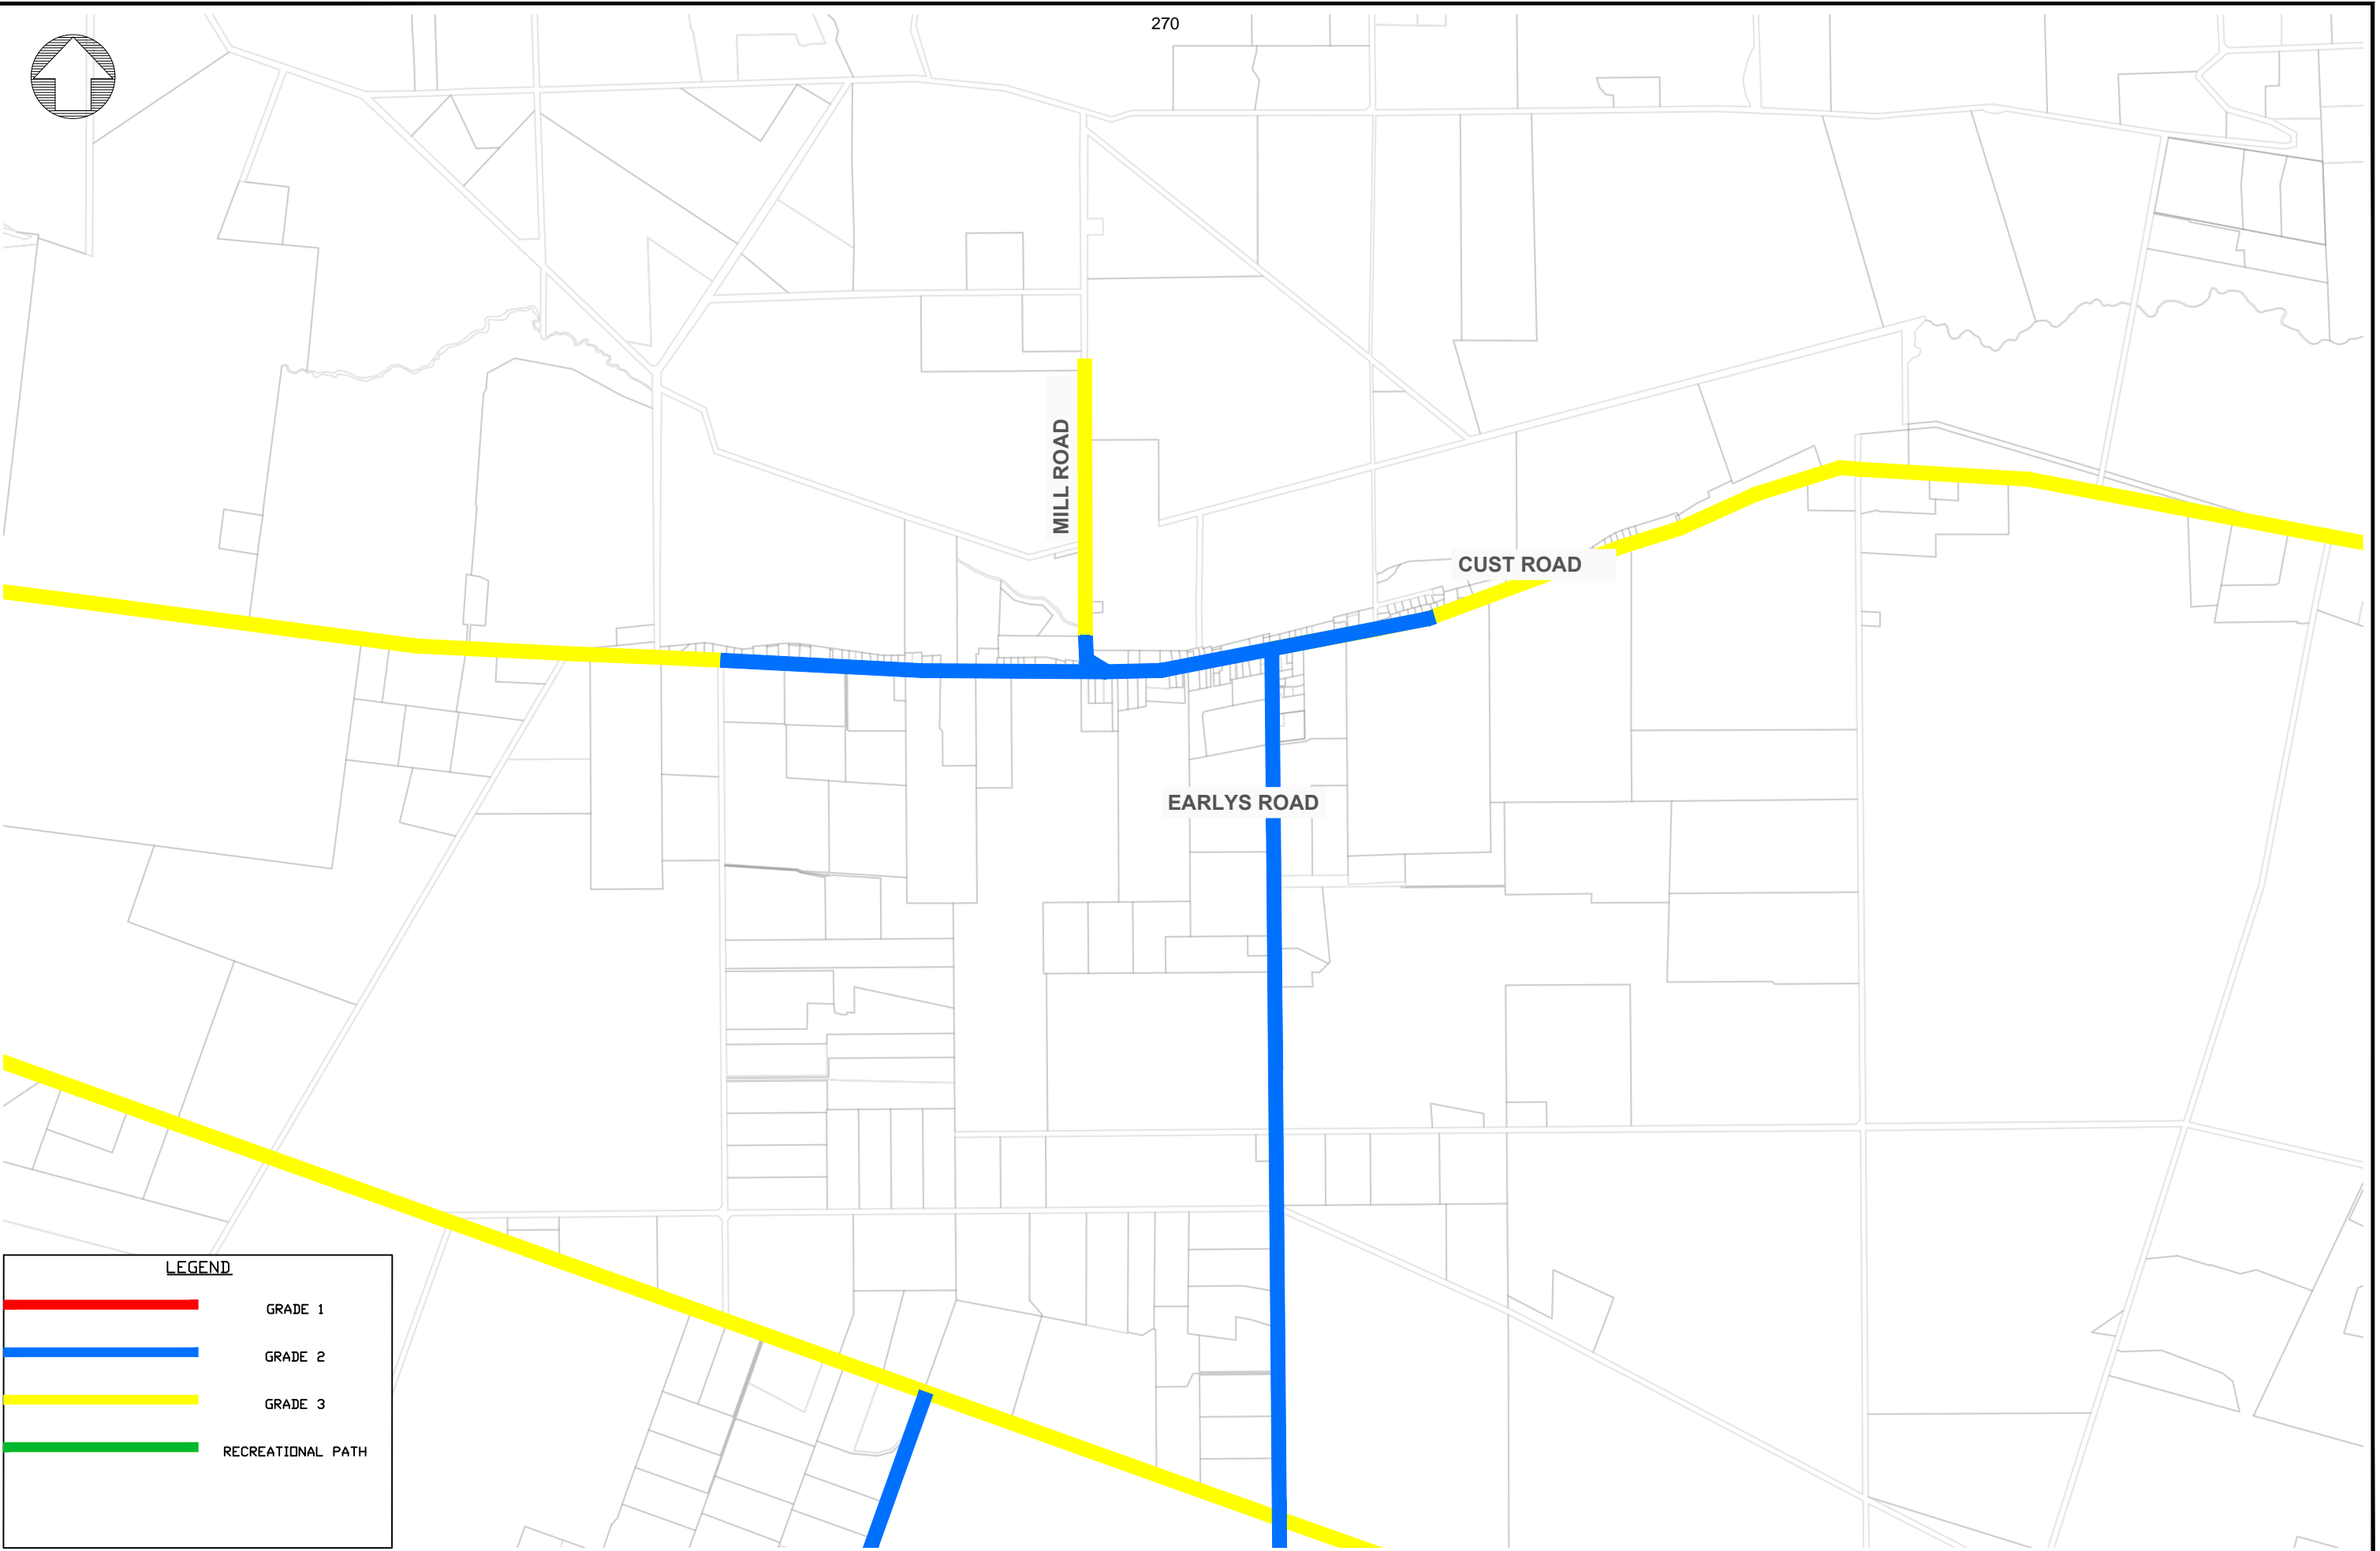 270
MILL ROAD
CUST ROAD
EARLYS ROAD
LEGEND
GRADE 1
GRADE 2
GRADE 3
RECREATIONAL PATH